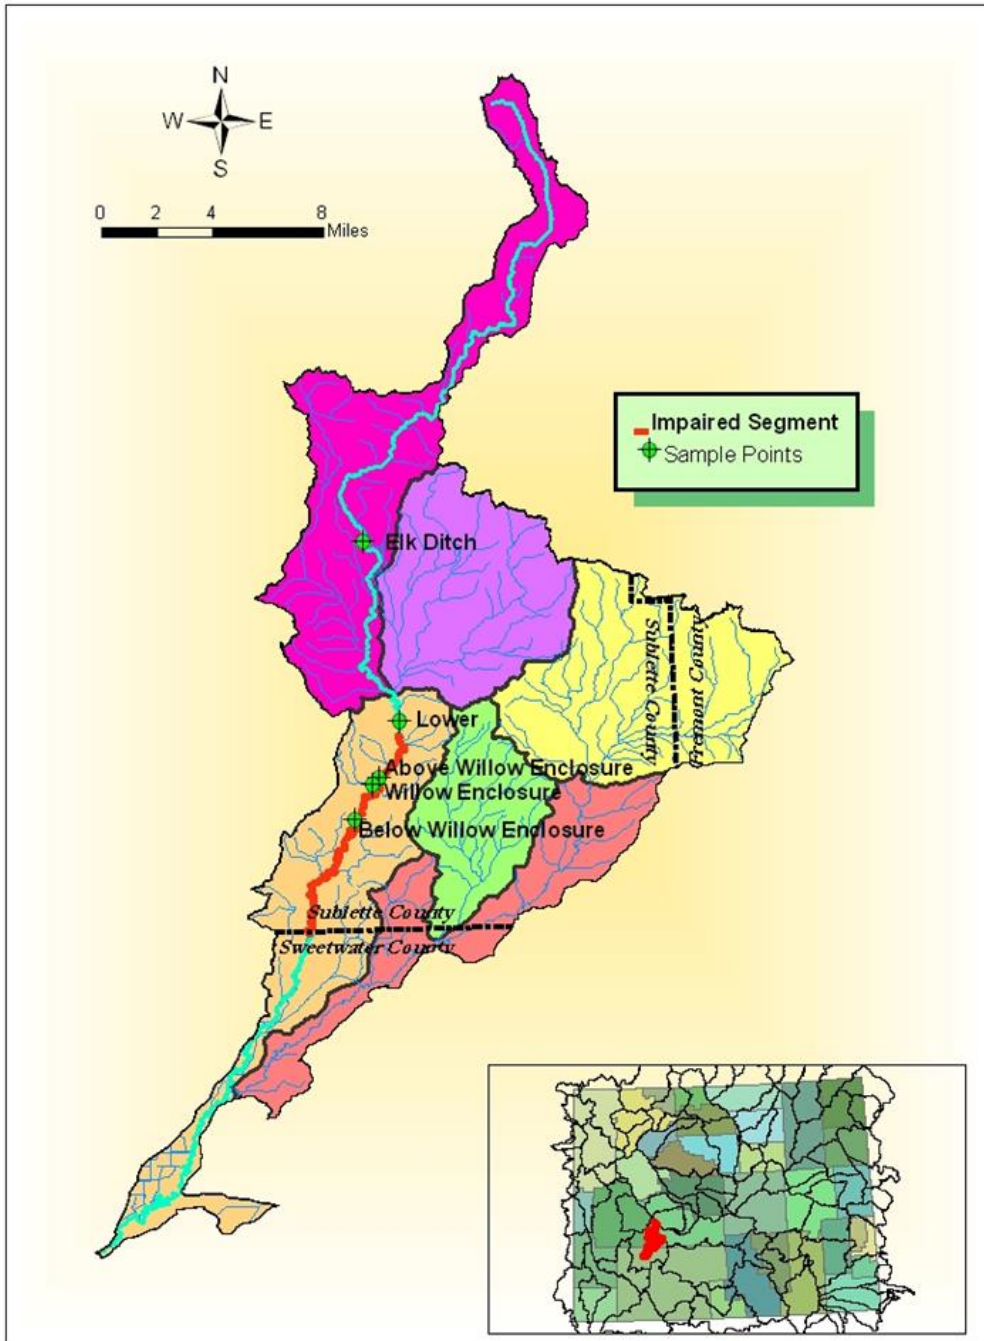 N
W E
S
0 2 4 8
Miles
Impaired Segment
Sample Points
Elk Ditch
Sublette County
Fremont County
Lower
Above Willow Enclosure
Willow Enclosure
Below Willow Enclosure
Sublette County
Sweetwater County